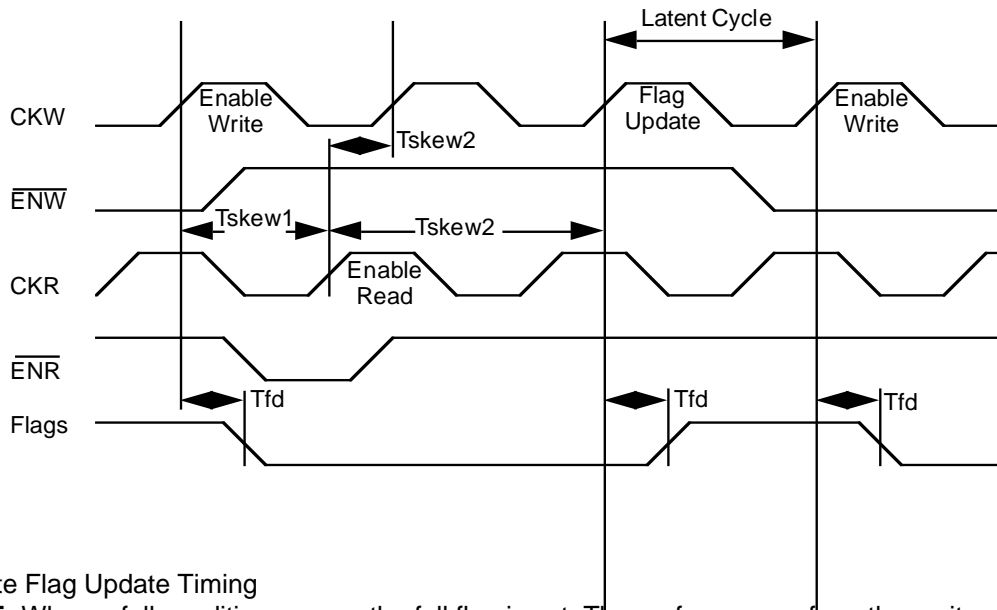 Latent Cycle
CKW
Enable
Write
Flag
Update
Enable
Write
Tskew2
ENW
Tskew1
Tskew2
CKR
Enable
Read
ENR
Tfd
Tfd
Tfd
Flags
Flag Update Timing